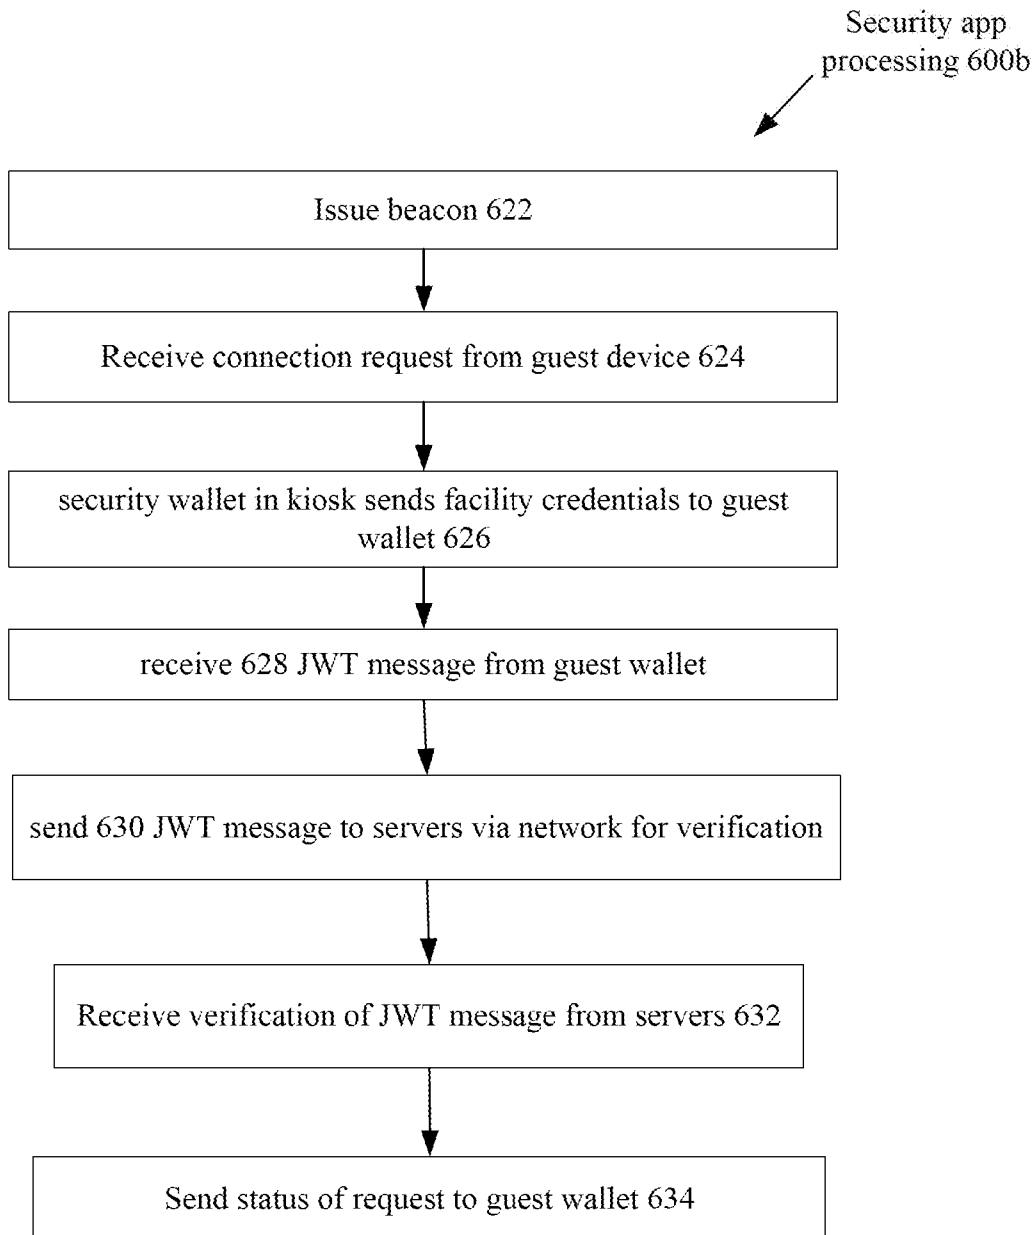 Security app
processing 600b
Issue beacon 622
Receive connection request from guest device 624
security wallet in kiosk sends facility credentials to guest
wallet 626
receive 628 JWT message from guest wallet
send 630 JWT message to servers via network for verification
Receive verification of JWT message from servers 632
Send status of request to guest wallet 634